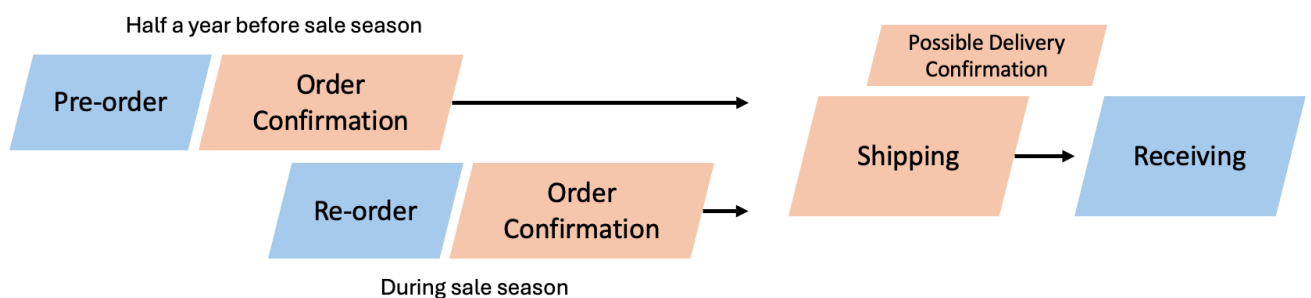 Half a year before sale season
Pre-order
Order
Confirmation
Re-order
Order
Confirmation
During sale season
Possible Delivery
Confirmation
Shipping
Receiving